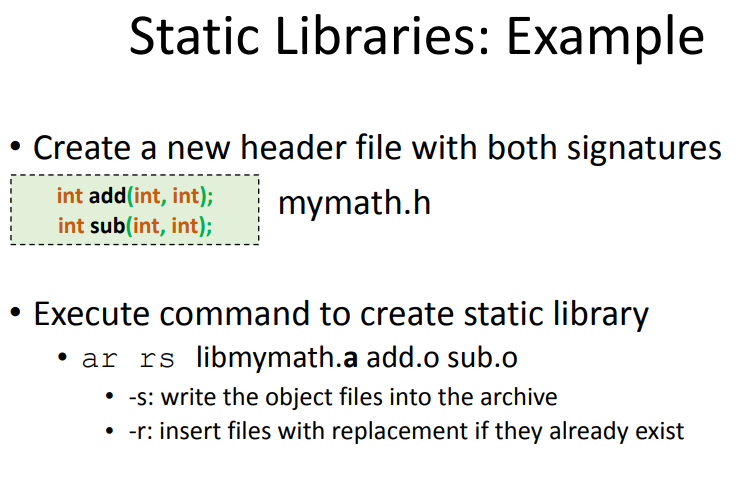 Static Libraries: Example
• Create a new header file with both signatures
int add(int, int);
int sub(int, int);
mymath.h
• Execute command to create static library
• ar rs libmymath.a add.o sub.o
• -s: write the object files into the archive
• -r: insert files with replacement if they already exist